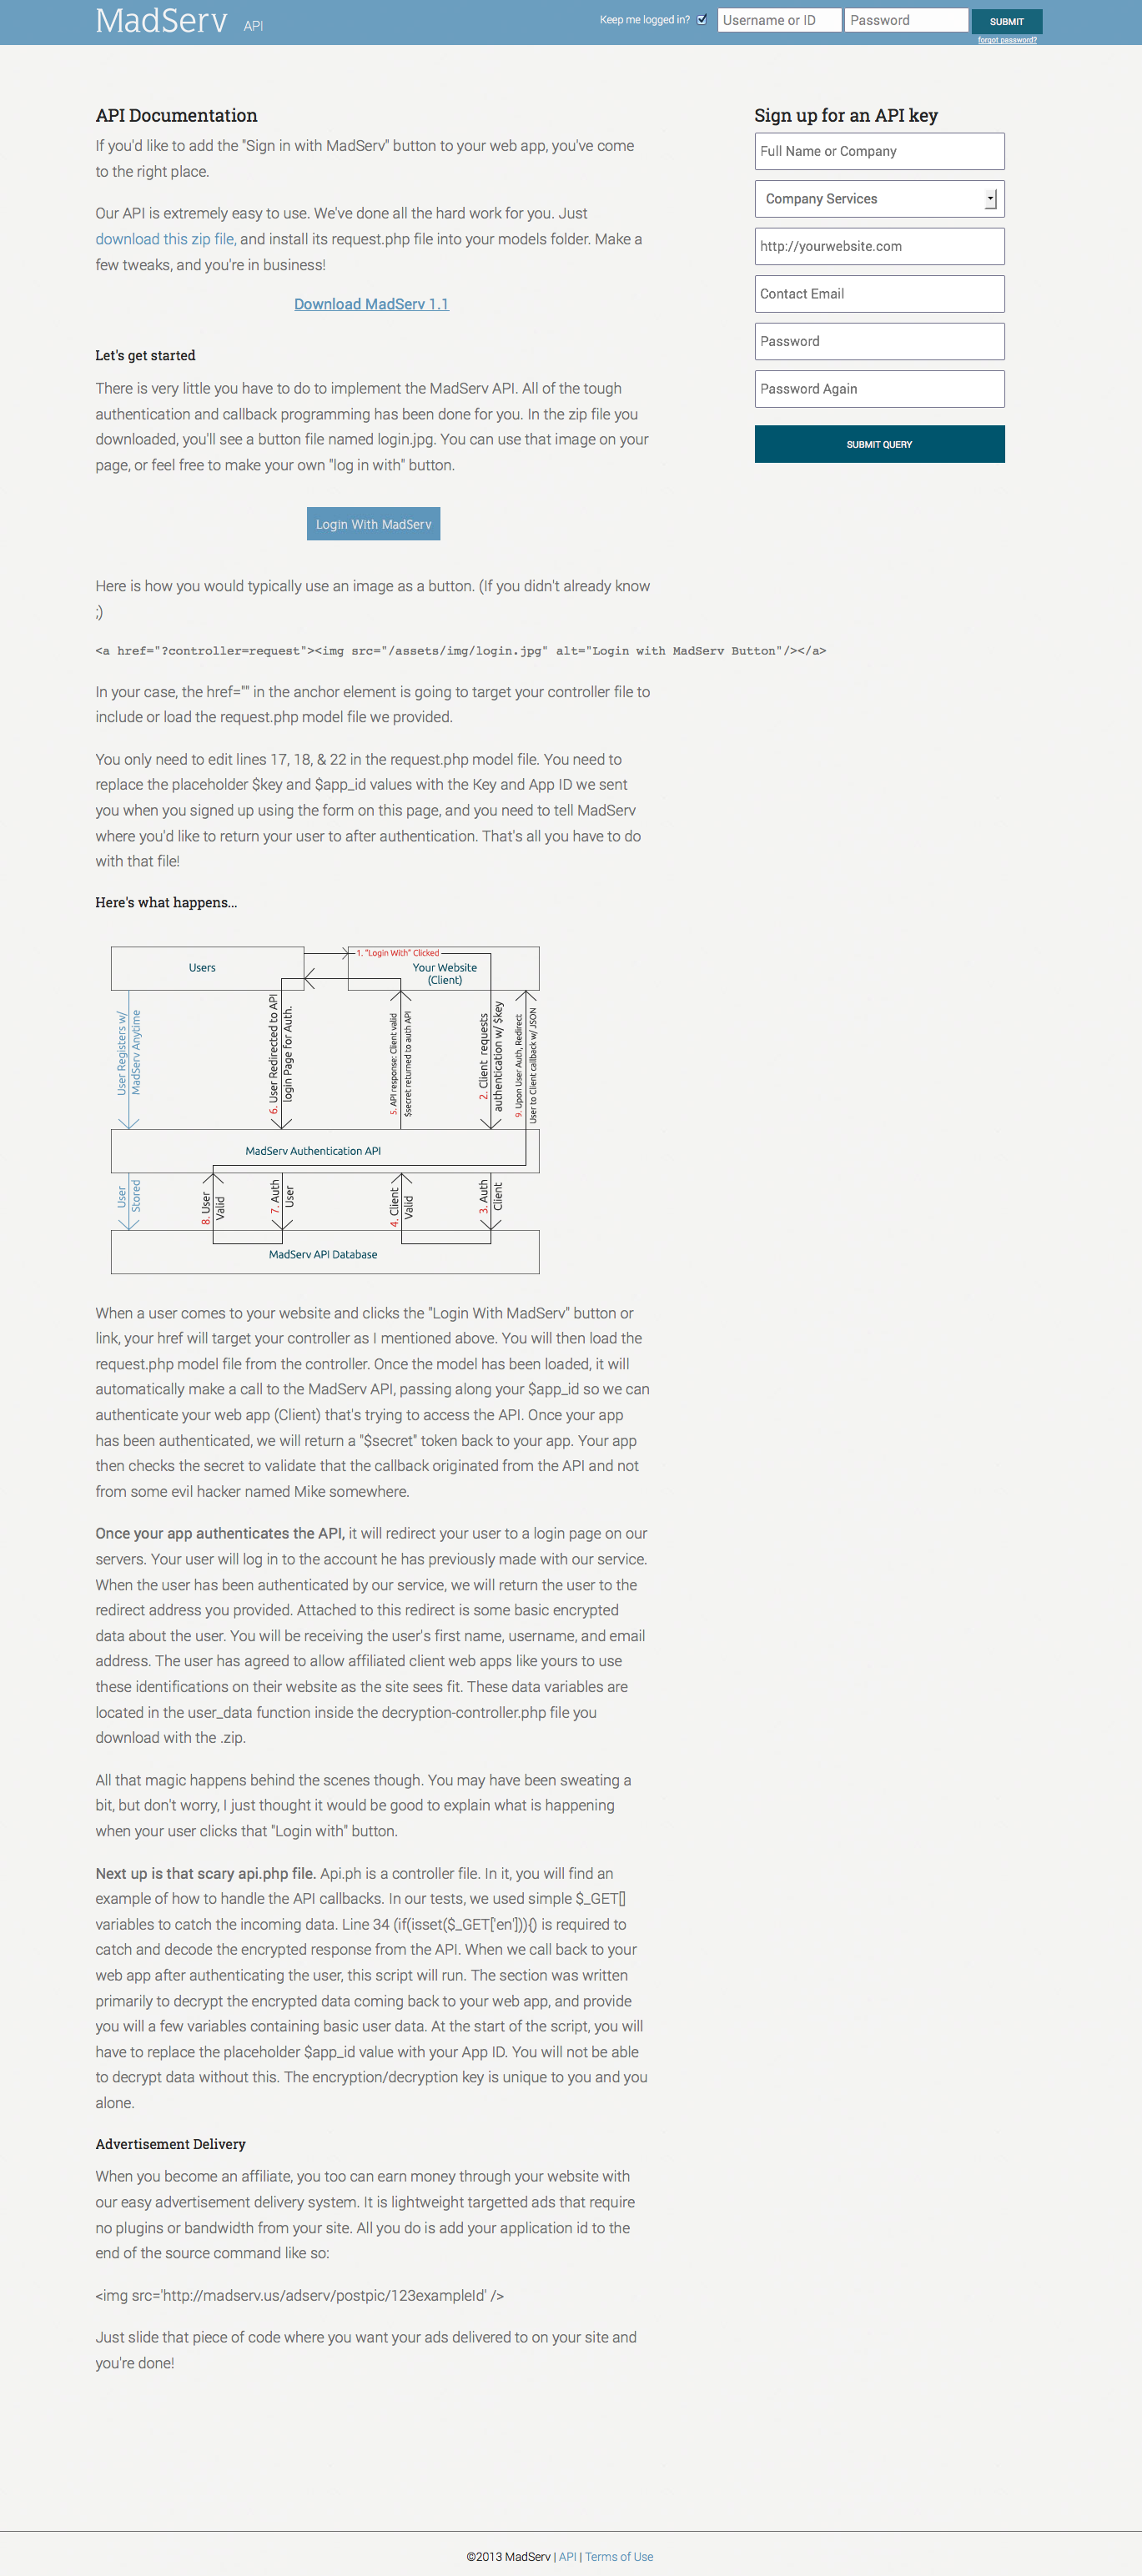 MadServ API
Keep me logged in? Username or ID Password SUBMIT
forgot password?
API Documentation
If you'd like to add the "Sign in with MadServ" button to your web app, you've come
to the right place.
Our API is extremely easy to use. We've done all the hard work for you. Just
download this zip file, and install its request.php file into your models folder. Make a
few tweaks, and you're in business!
Download MadServ 1.1
Let's get started
There is very little you have to do to implement the MadServ API. All of the tough
authentication and callback programming has been done for you. In the zip file you
downloaded, you'll see a button file named login.jpg. You can use that image on your
page, or feel free to make your own "log in with" button.
Login With MadServ
Here is how you would typically use an image as a button. (If you didn't already know
;)
<a href="?controller=request"><img src="/assets/img/login.jpg" alt="Login with MadServ Button"/></a>
In your case, the href="" in the anchor element is going to target your controller file to
include or load the request.php model file we provided.
You only need to edit lines 17, 18, & 22 in the request.php model file. You need to
replace the placeholder $key and $app_id values with the Key and App ID we sent
you when you signed up using the form on this page, and you need to tell MadServ
where you'd like to return your user to after authentication. That's all you have to do
with that file!
Here's what happens...
1. "Login With" Clicked
Users
Your Website
(Client)
User Registers w/
MadServ Anytime
6. User Redirected to API
login Page for Auth.
5. API response: Client valid
$secret returned to auth API
2. Client requests
authentication w/ $key
9. Upon User Auth, Redirect
User to Client callback w/ JSON
MadServ Authentication API
User
Stored
8. User
Valid
7. Auth
User
4. Client
Valid
3. Auth
Client
MadServ API Database
When a user comes to your website and clicks the "Login With MadServ" button or
link, your href will target your controller as I mentioned above. You will then load the
request.php model file from the controller. Once the model has been loaded, it will
automatically make a call to the MadServ API, passing along your $app_id so we can
authenticate your web app (Client) that's trying to access the API. Once your app
has been authenticated, we will return a "$secret" token back to your app. Your app
then checks the secret to validate that the callback originated from the API and not
from some evil hacker named Mike somewhere.
Once your app authenticates the API, it will redirect your user to a login page on our
servers. Your user will log in to the account he has previously made with our service.
When the user has been authenticated by our service, we will return the user to the
redirect address you provided. Attached to this redirect is some basic encrypted
data about the user. You will be receiving the user's first name, username, and email
address. The user has agreed to allow affiliated client web apps like yours to use
these identifications on their website as the site sees fit. These data variables are
located in the user_data function inside the decryption-controller.php file you
download with the .zip.
All that magic happens behind the scenes though. You may have been sweating a
bit, but don't worry, I just thought it would be good to explain what is happening
when your user clicks that "Login with" button.
Next up is that scary api.php file. Api.ph is a controller file. In it, you will find an
example of how to handle the API callbacks. In our tests, we used simple $_GET[]
variables to catch the incoming data. Line 34 (if(isset($_GET['en'])){) is required to
catch and decode the encrypted response from the API. When we call back to your
web app after authenticating the user, this script will run. The section was written
primarily to decrypt the encrypted data coming back to your web app, and provide
you will a few variables containing basic user data. At the start of the script, you will
have to replace the placeholder $app_id value with your App ID. You will not be able
to decrypt data without this. The encryption/decryption key is unique to you and you
alone.
Advertisement Delivery
When you become an affiliate, you too can earn money through your website with
our easy advertisement delivery system. It is lightweight targetted ads that require
no plugins or bandwidth from your site. All you do is add your application id to the
end of the source command like so:
<img src='http://madserv.us/adserv/postpic/123exampleId' />
Just slide that piece of code where you want your ads delivered to on your site and
you're done!
Sign up for an API key
Full Name or Company
Company Services
http://yourwebsite.com
Contact Email
Password
Password Again
SUBMIT QUERY
©2013 MadServ | API | Terms of Use